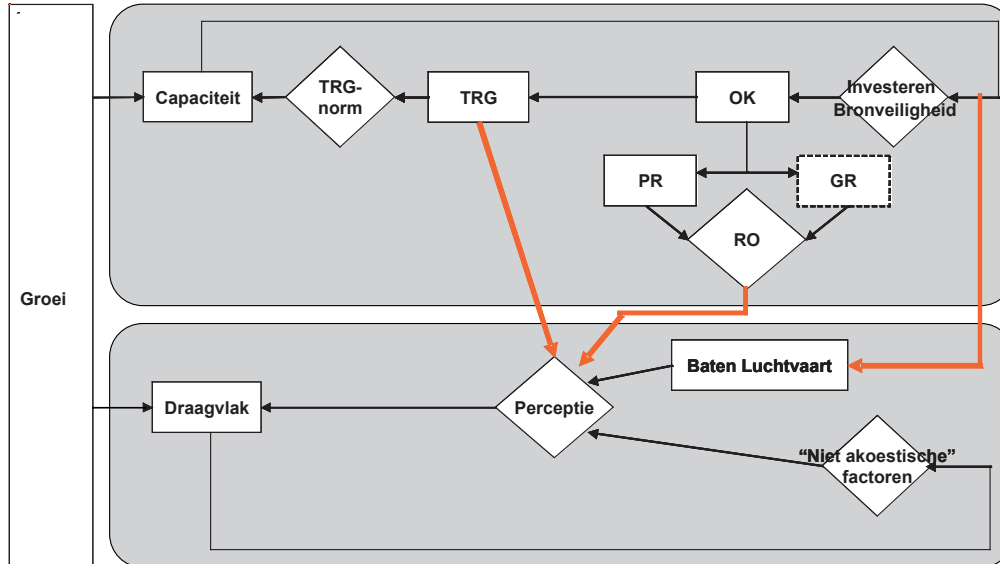 Capaciteit
TRG-
norm
TRG
OK
Investeren
Bronveiligheid
PR
GR
RO
Groei
Baten Luchtvaart
Draagvlak
Perceptie
“Niet akoestische”
factoren